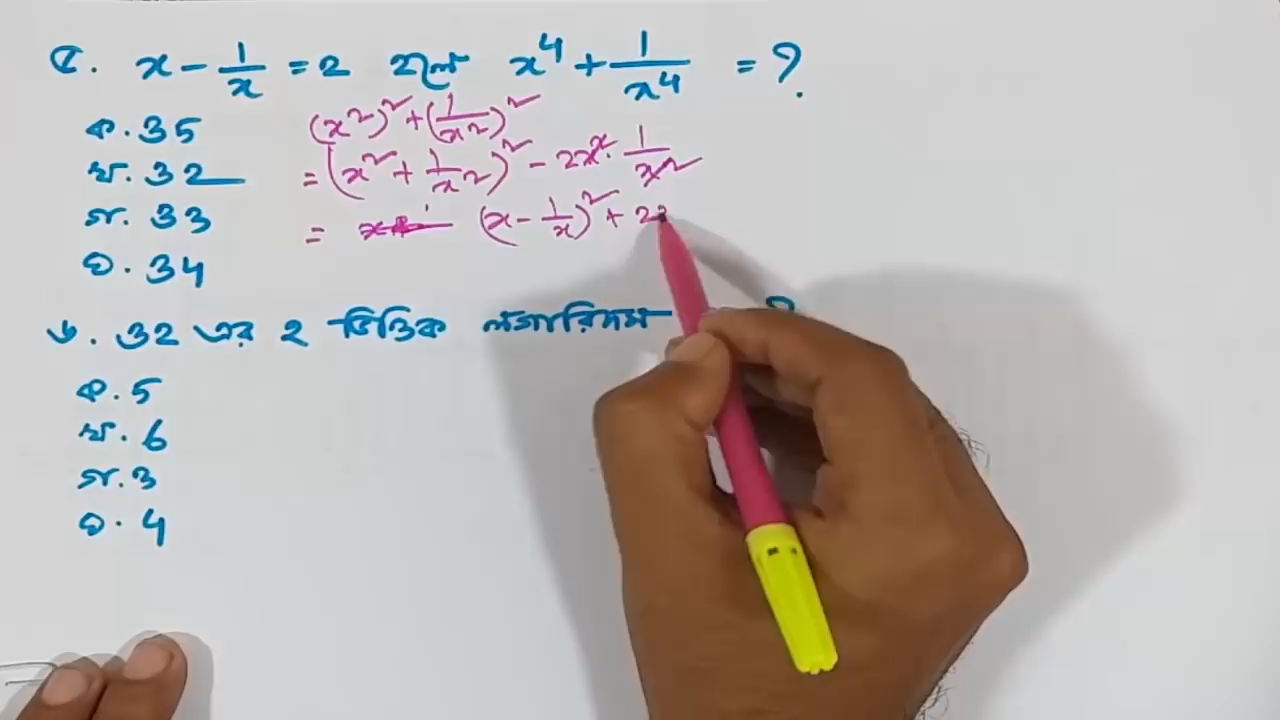 ৫. x - 1/x = 2 হলে x⁴ + 1/x⁴ = ?
ক. 35
খ. 32
গ. 33
ঘ. 34
(x²)² + (1/x²)²
= (x² + 1/x²)² - 2x². 1/x²
= (x - 1/x)² + 2
৬. 32 এর ২ ভিত্তিক লগারিদম
ক. 5
খ. 6
গ. 3
ঘ. 4